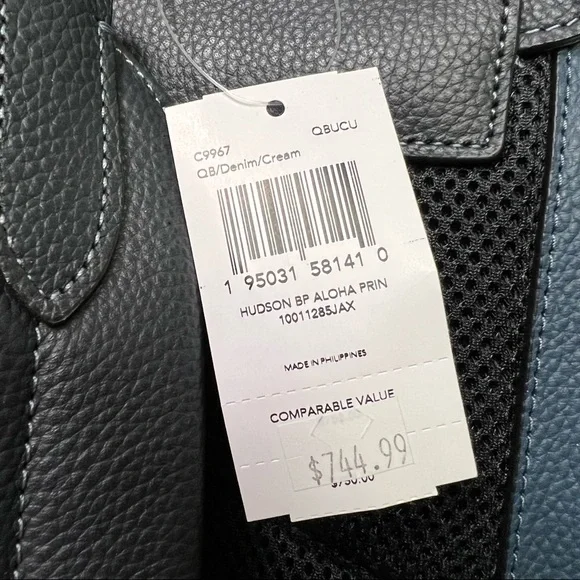 C9967 QBUCU
QB/Denim/Cream
1 95031 58141 0
HUDSON BP ALOHA PRIN
10011285JAX
MADE IN PHILIPPINES
COMPARABLE VALUE
$744.99